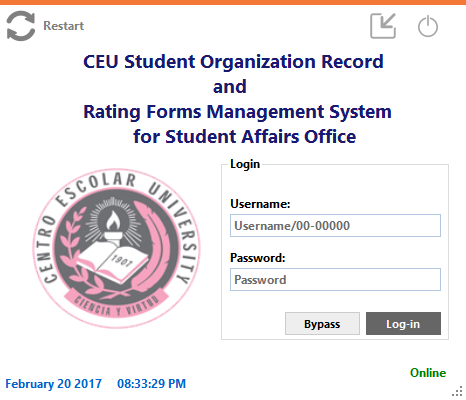 Restart
CEU Student Organization Record
and
Rating Forms Management System
for Student Affairs Office
CENTRO ESCOLAR UNIVERSITY
1907
CIENCIA Y VIRTUD
Login
Username:
Username/00-00000
Password:
Password
Bypass Log-in
Online
February 20 2017 08:33:29 PM